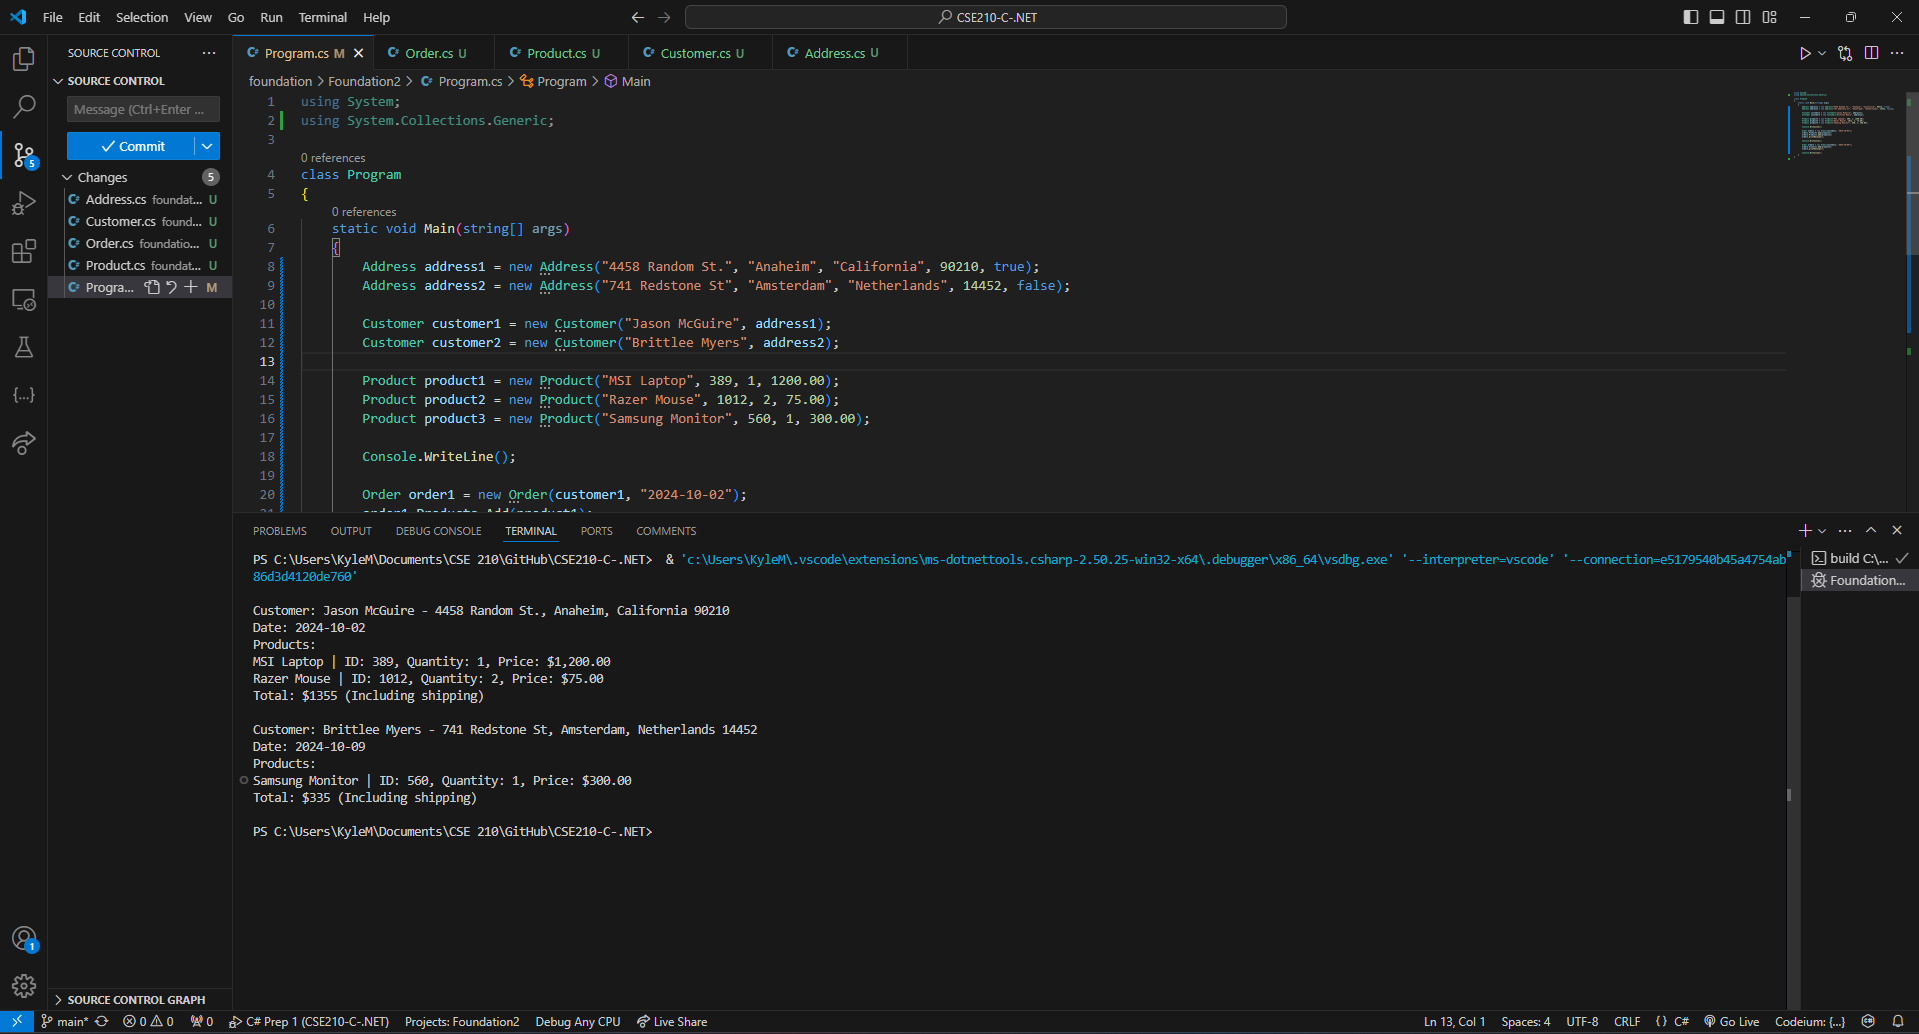 File Edit Selection View Go Run Terminal Help
CSE210-C-.NET
SOURCE CONTROL
SOURCE CONTROL
Message (Ctrl+Enter ...
Commit
Changes 5
Address.cs foundat... U
Customer.cs found... U
Order.cs foundatio... U
Product.cs foundat... U
Progra... M
5
1
SOURCE CONTROL GRAPH
Program.cs M Order.cs U Product.cs U Customer.cs U Address.cs U
foundation > Foundation2 > Program.cs > Program > Main
1 using System;
2 using System.Collections.Generic;
3
0 references
4 class Program
5 {
0 references
6 static void Main(string[] args)
7 {
8 Address address1 = new Address("4458 Random St.", "Anaheim", "California", 90210, true);
9 Address address2 = new Address("741 Redstone St", "Amsterdam", "Netherlands", 14452, false);
10
11 Customer customer1 = new Customer("Jason McGuire", address1);
12 Customer customer2 = new Customer("Brittlee Myers", address2);
13
14 Product product1 = new Product("MSI Laptop", 389, 1, 1200.00);
15 Product product2 = new Product("Razer Mouse", 1012, 2, 75.00);
16 Product product3 = new Product("Samsung Monitor", 560, 1, 300.00);
17
18 Console.WriteLine();
19
20 Order order1 = new Order(customer1, "2024-10-02");
21 order1.Products.Add(product1);
PROBLEMS OUTPUT DEBUG CONSOLE TERMINAL PORTS COMMENTS
PS C:\Users\KyleM\Documents\CSE 210\GitHub\CSE210-C-.NET> & 'c:\Users\KyleM\.vscode\extensions\ms-dotnettools.csharp-2.50.25-win32-x64\.debugger\x86_64\vsdbg.exe' '--interpreter=vscode' '--connection=e5179540b45a4754ab
86d3d4120de760'
Customer: Jason McGuire - 4458 Random St., Anaheim, California 90210
Date: 2024-10-02
Products:
MSI Laptop | ID: 389, Quantity: 1, Price: $1,200.00
Razer Mouse | ID: 1012, Quantity: 2, Price: $75.00
Total: $1355 (Including shipping)
Customer: Brittlee Myers - 741 Redstone St, Amsterdam, Netherlands 14452
Date: 2024-10-09
Products:
Samsung Monitor | ID: 560, Quantity: 1, Price: $300.00
Total: $335 (Including shipping)
PS C:\Users\KyleM\Documents\CSE 210\GitHub\CSE210-C-.NET>
build C:\...
Foundation...
main* 0 0 0 C# Prep 1 (CSE210-C-.NET) Projects: Foundation2 Debug Any CPU Live Share Ln 13, Col 1 Spaces: 4 UTF-8 CRLF { } C# Go Live Codeium: {...}